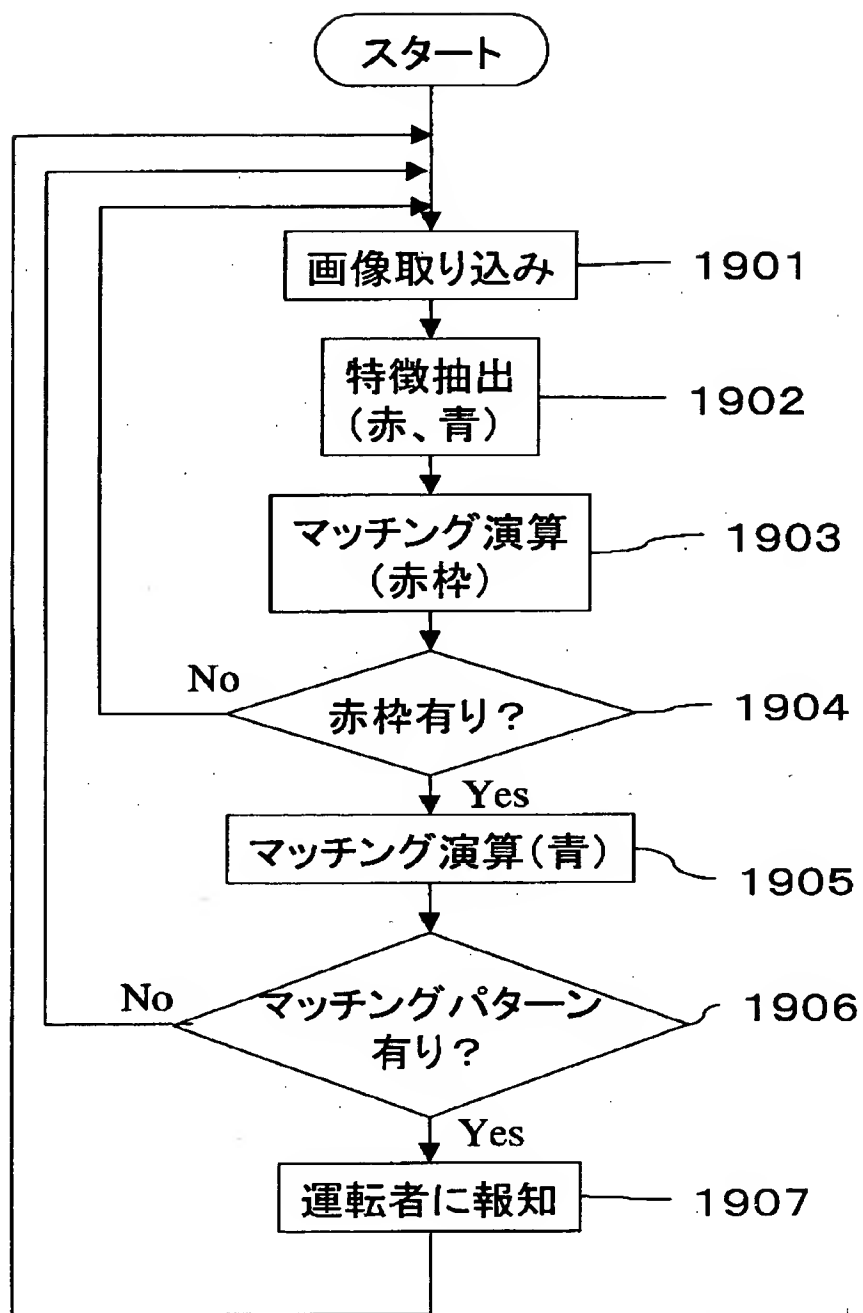 スタート
画像取り込み
1901
特徴抽出
(赤、青)
1902
マッチング演算
(赤枠)
1903
No
赤枠有り?
1904
Yes
マッチング演算(青)
1905
No
マッチングパターン
有り?
1906
Yes
運転者に報知
1907